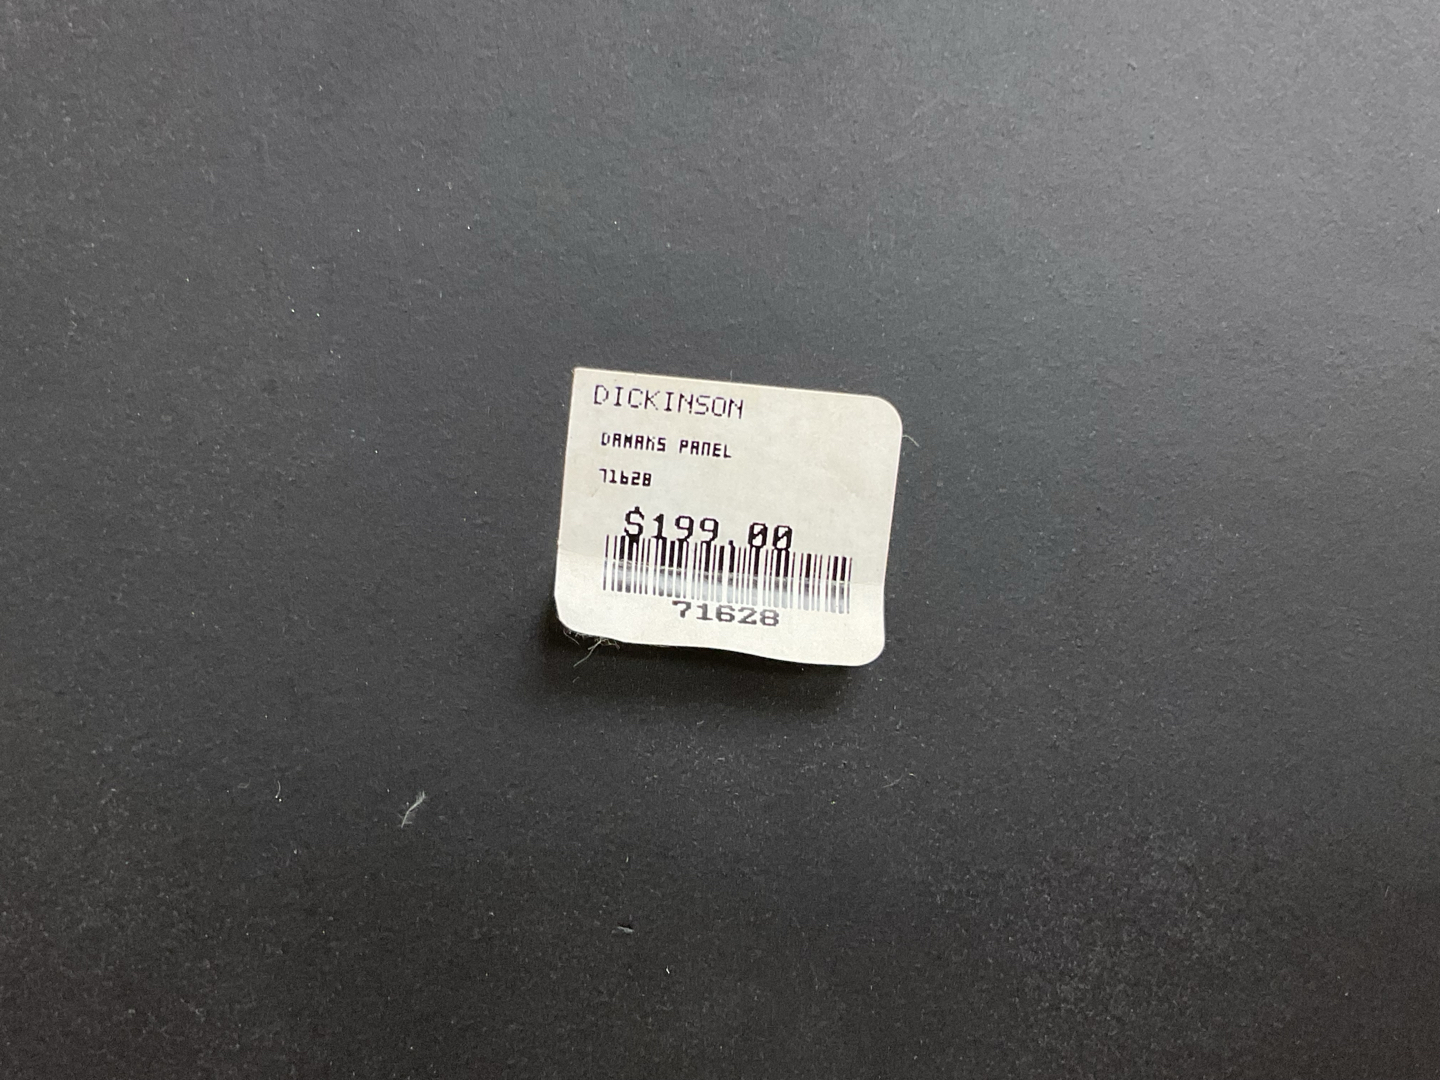 DICKINSON
DAMAKS PANEL
71628
$199.00
71628